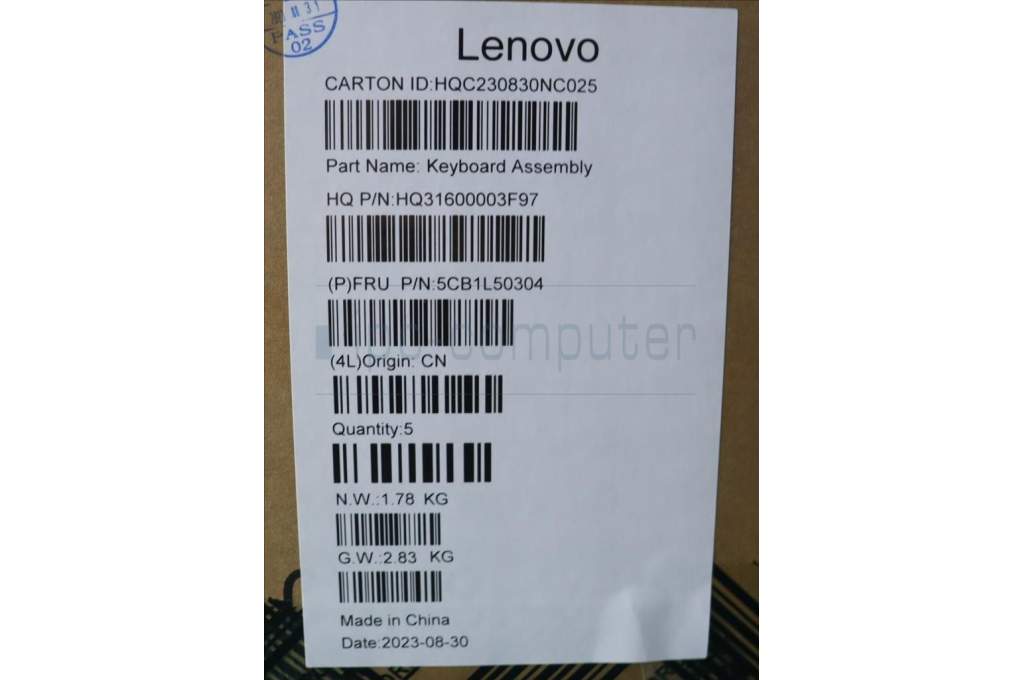 PASS
02
Lenovo
CARTON ID:HQC230830NC025
Part Name: Keyboard Assembly
HQ P/N:HQ31600003F97
(P)FRU P/N:5CB1L50304
ipc-computer
(4L)Origin: CN
Quantity:5
N.W.:1.78 KG
G.W.:2.83 KG
Made in China
Date:2023-08-30